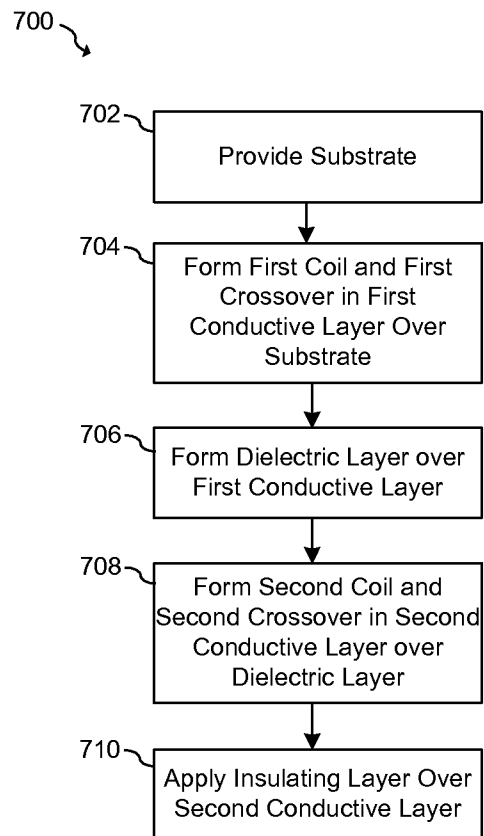 700
702
Provide Substrate
704
Form First Coil and First
Crossover in First
Conductive Layer Over
Substrate
706
Form Dielectric Layer over
First Conductive Layer
708
Form Second Coil and
Second Crossover in Second
Conductive Layer over
Dielectric Layer
710
Apply Insulating Layer Over
Second Conductive Layer